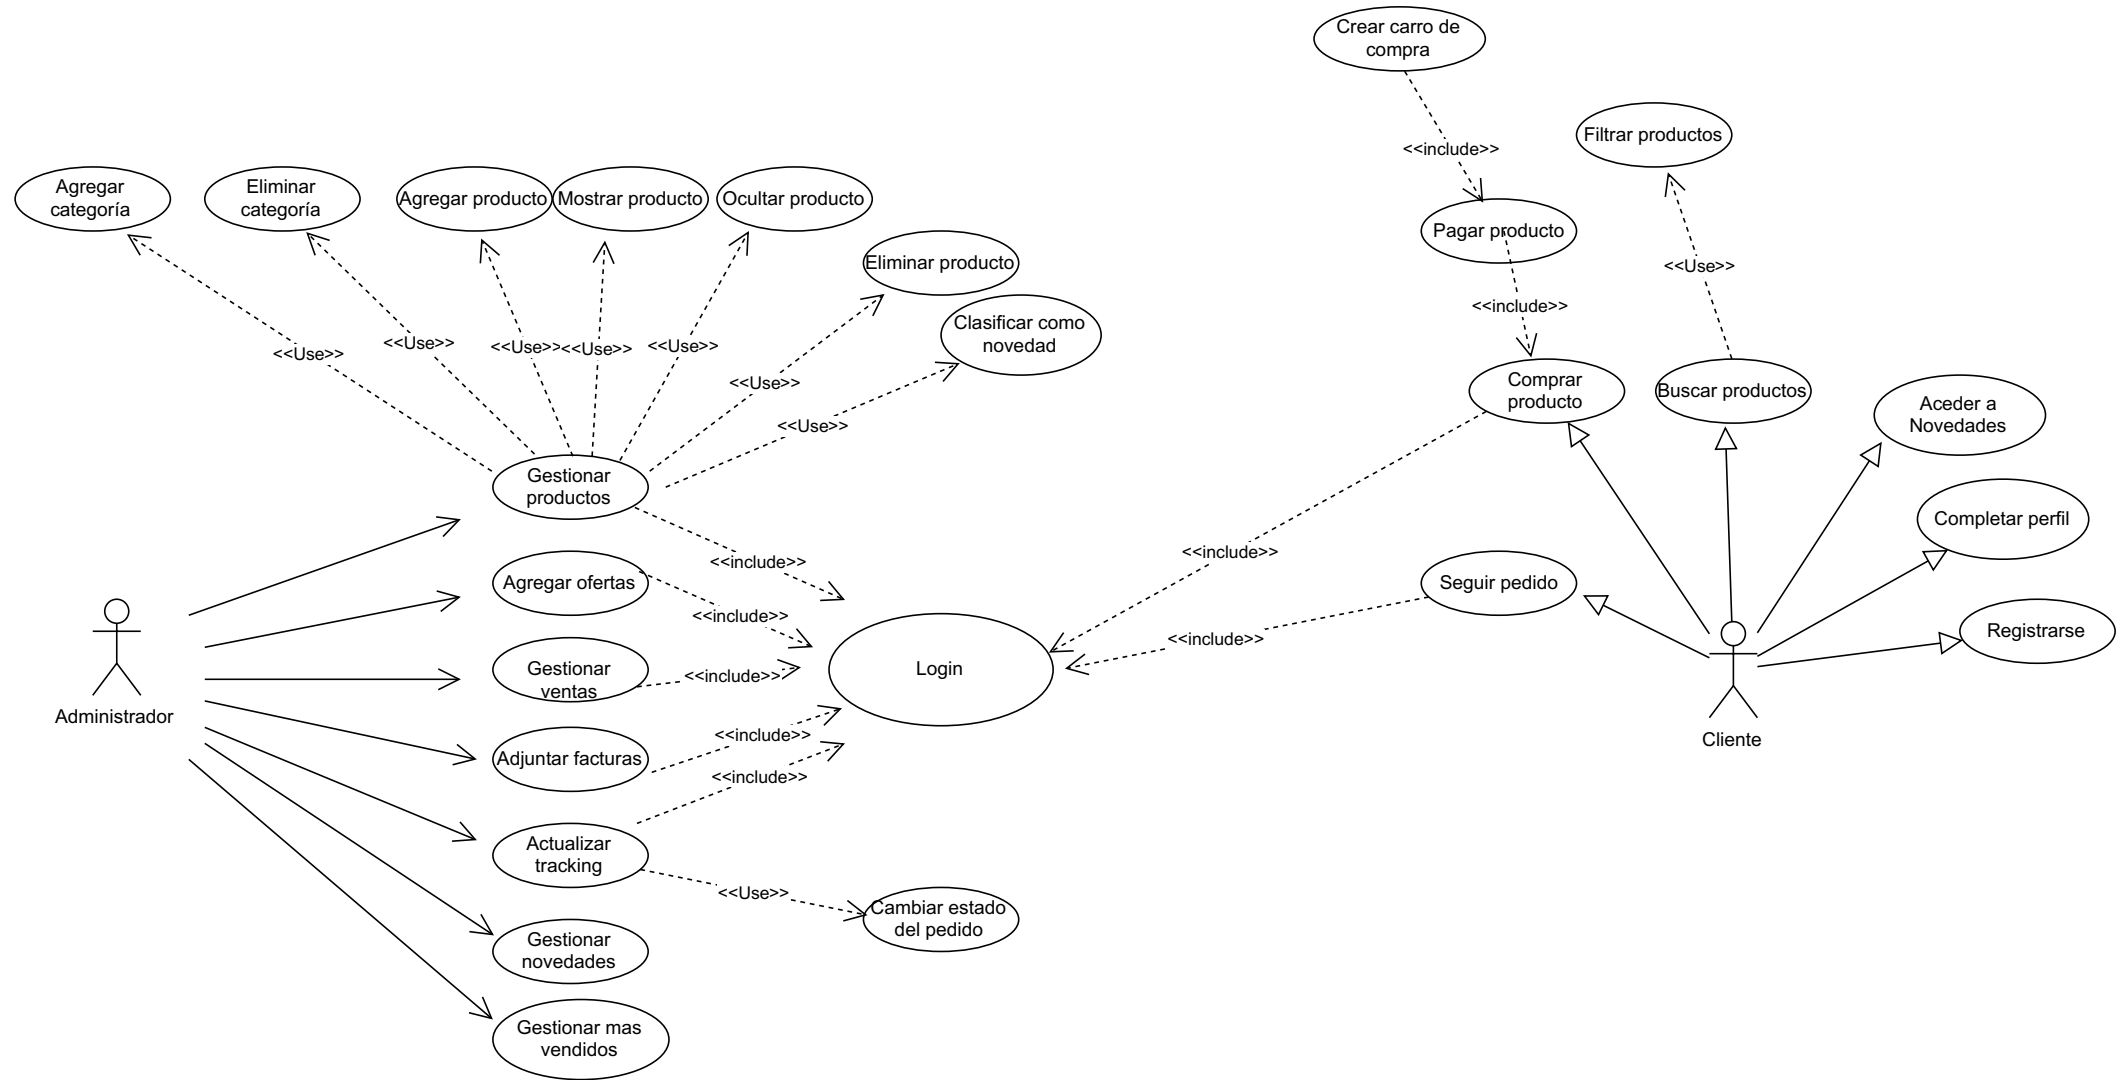 Crear carro de
compra
Filtrar productos
<<include>>
Agregar
categoría
Eliminar
categoría
Agregar producto
Mostrar producto
Ocultar producto
Pagar producto
Eliminar producto
<<Use>>
<<include>>
Clasificar como
novedad
<<Use>>
<<Use>>
<<Use>>
<<Use>>
<<Use>>
<<Use>>
<<Use>>
Comprar
producto
Buscar productos
Aceder a
Novedades
Gestionar
productos
Completar perfil
<<include>>
<<include>>
Agregar ofertas
Seguir pedido
<<include>>
<<include>>
Registrarse
Gestionar
ventas
<<include>>
Login
Administrador
Cliente
<<include>>
Adjuntar facturas
<<include>>
Actualizar
tracking
<<Use>>
Cambiar estado
del pedido
Gestionar
novedades
Gestionar mas
vendidos